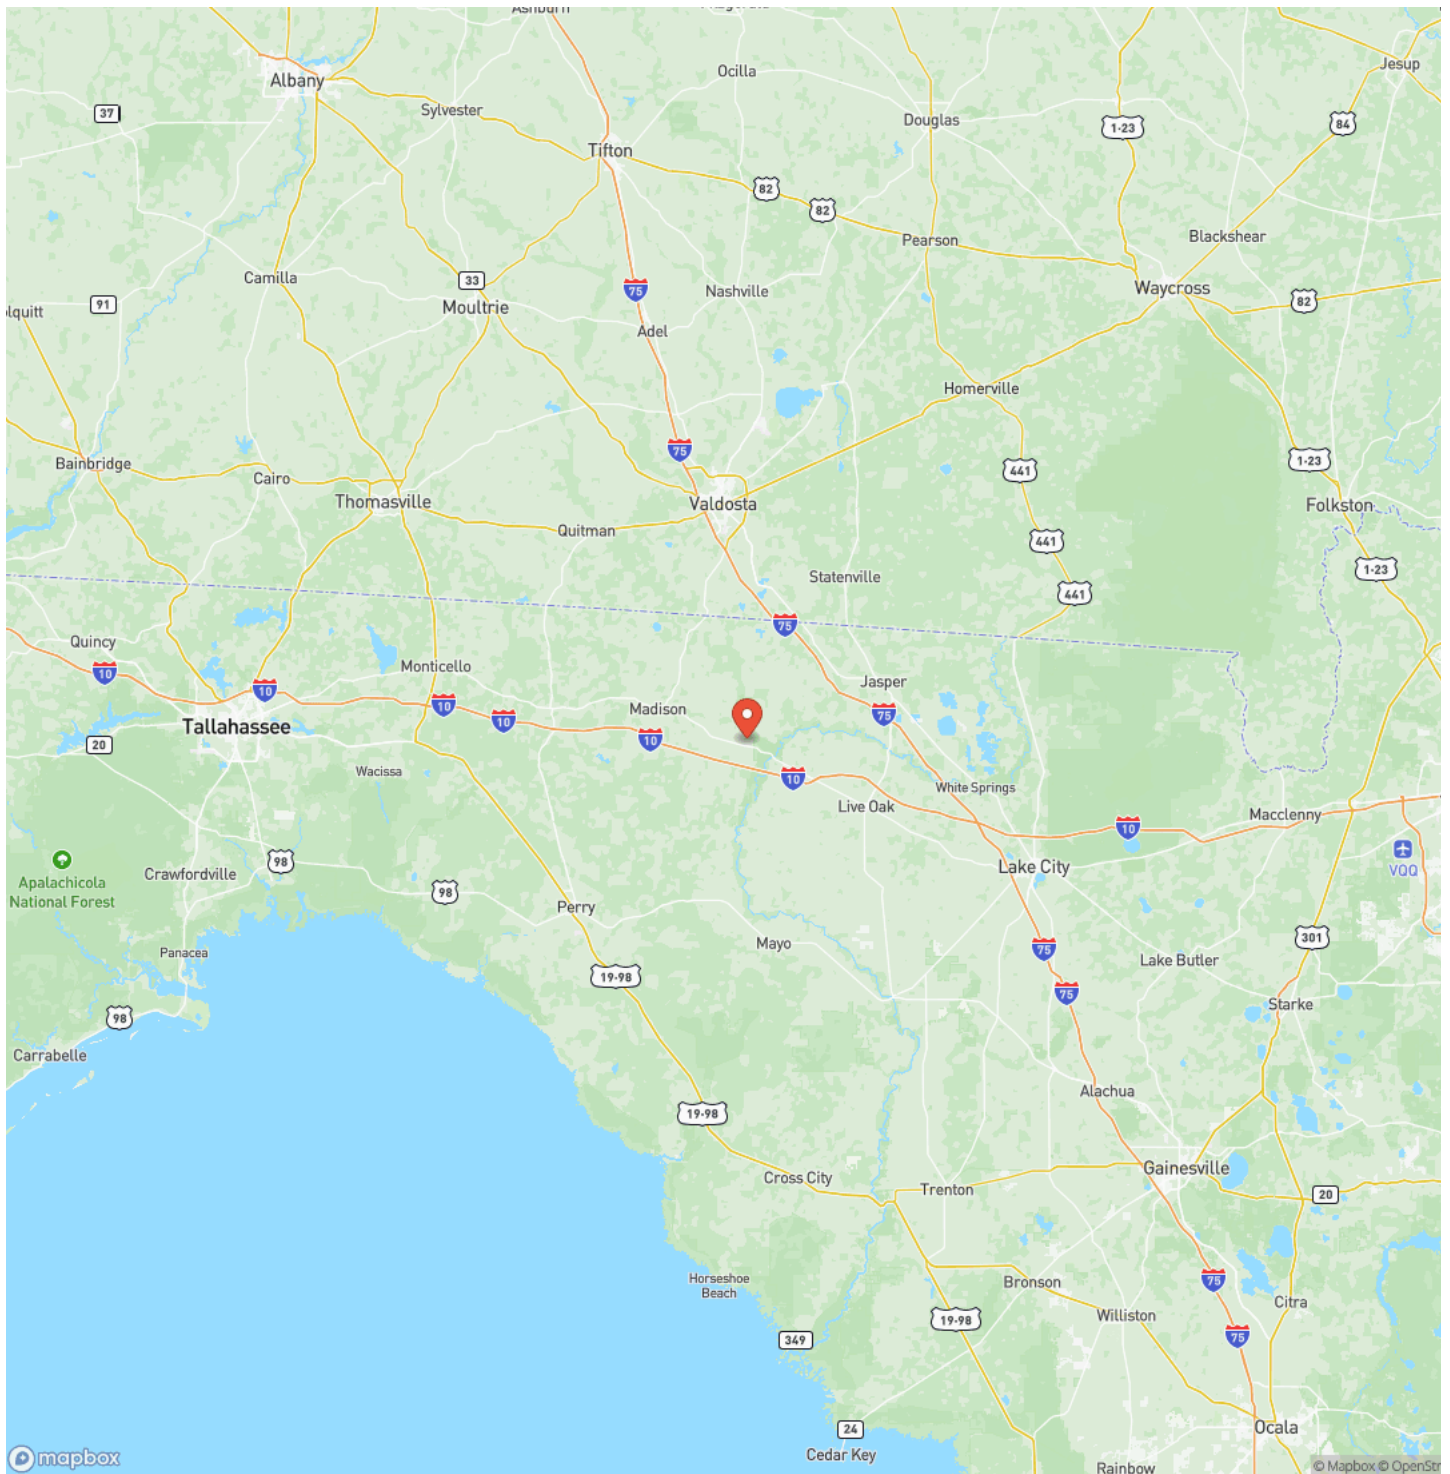 Ashburn
Albany
Ocilla
Jesup
37
Sylvester
Douglas
1-23
84
Tifton
82
82
Pearson
Blackshear
Camilla
33
75
Nashville
Waycross
82
91
olquitt
Moultrie
Adel
Homerville
75
Bainbridge
Cairo
441
1-23
Thomasville
Valdosta
Folkston
Quitman
441
Statenville
1-23
441
75
Quincy
10
Monticello
Jasper
10
10
Madison
75
10
Tallahassee
20
10
Wacissa
10
White Springs
Live Oak
Macclenny
10
VQQ
98
Crawfordville
Apalachicola
National Forest
98
Lake City
Perry
Mayo
301
75
Panacea
Lake Butler
19-98
75
98
Starke
Carrabelle
Alachua
19-98
Gainesville
Cross City
Trenton
20
Horseshoe
Beach
Bronson
75
Citra
Williston
19-98
349
75
24
Ocala
Cedar Key
mapbox
Rainbow
© Mapbox © OpenStr